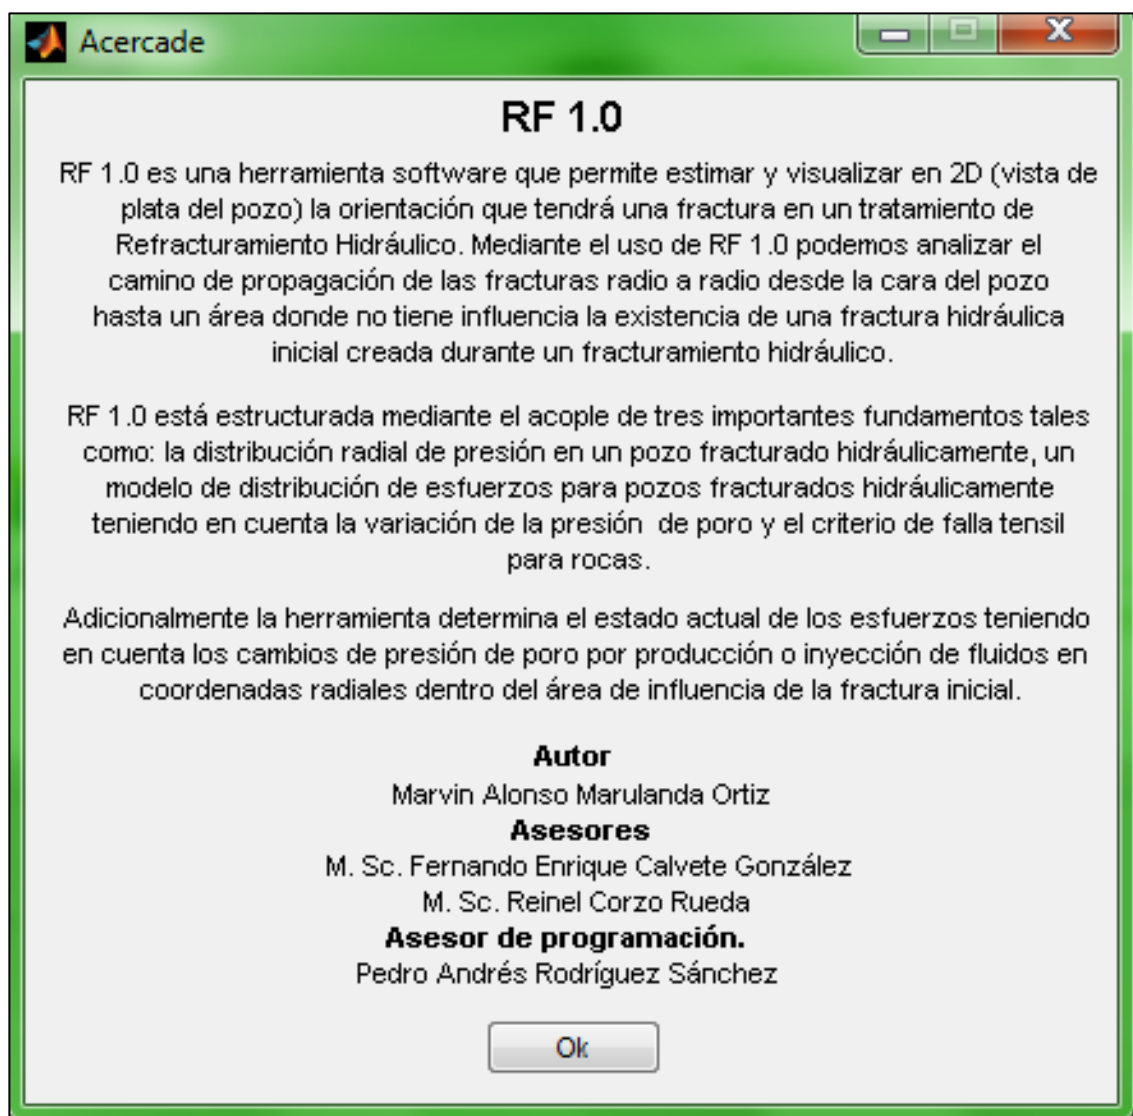 Acercade
RF 1.0
RF 1.0 es una herramienta software que permite estimar y visualizar en 2D (vista de
plata del pozo) la orientación que tendrá una fractura en un tratamiento de
Refracturamiento Hidráulico. Mediante el uso de RF 1.0 podemos analizar el
camino de propagación de las fracturas radio a radio desde la cara del pozo
hasta un área donde no tiene influencia la existencia de una fractura hidráulica
inicial creada durante un fracturamiento hidráulico.
RF 1.0 está estructurada mediante el acople de tres importantes fundamentos tales
como: la distribución radial de presión en un pozo fracturado hidráulicamente, un
modelo de distribución de esfuerzos para pozos fracturados hidráulicamente
teniendo en cuenta la variación de la presión  de poro y el criterio de falla tensil
para rocas.
Adicionalmente la herramienta determina el estado actual de los esfuerzos teniendo
en cuenta los cambios de presión de poro por producción o inyección de fluidos en
coordenadas radiales dentro del área de influencia de la fractura inicial.
Autor
Marvin Alonso Marulanda Ortiz
Asesores
M. Sc. Fernando Enrique Calvete González
M. Sc. Reinel Corzo Rueda
Asesor de programación.
Pedro Andrés Rodríguez Sánchez
Ok